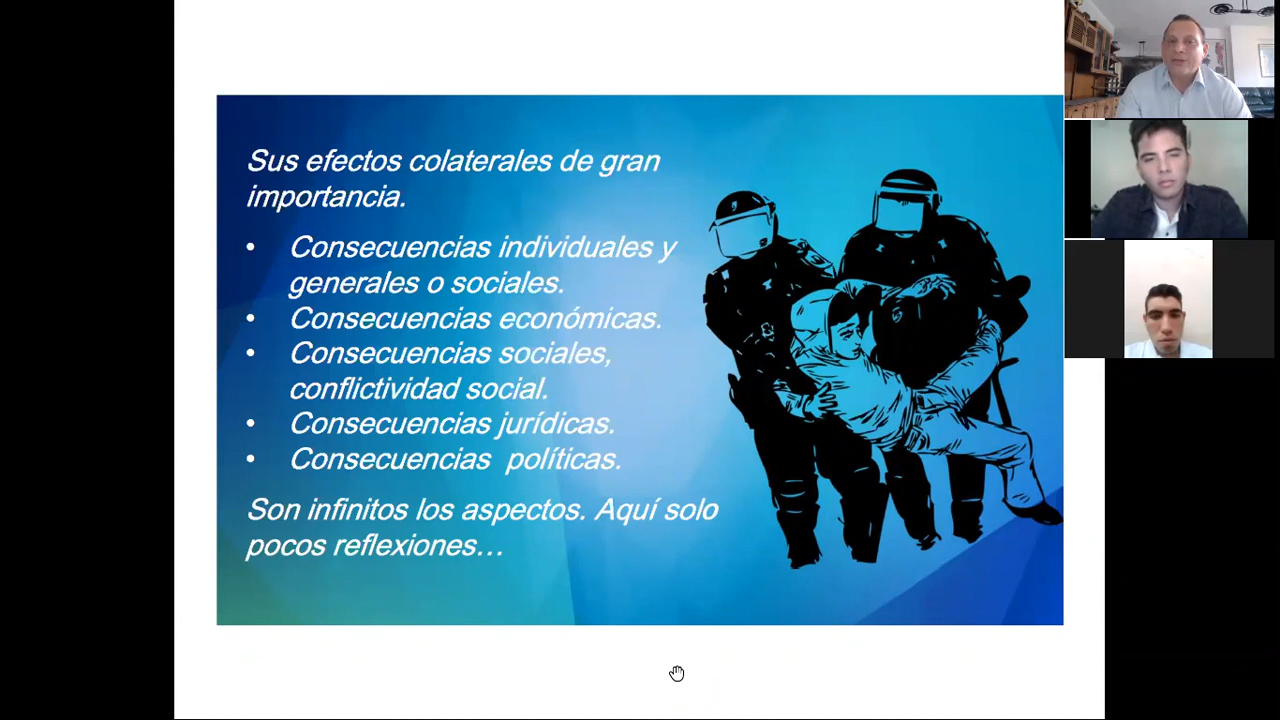 Sus efectos colaterales de gran
importancia.
• Consecuencias individuales y
generales o sociales.
• Consecuencias económicas.
• Consecuencias sociales,
conflictividad social.
• Consecuencias jurídicas.
• Consecuencias políticas.
Son infinitos los aspectos. Aquí solo
pocos reflexiones...